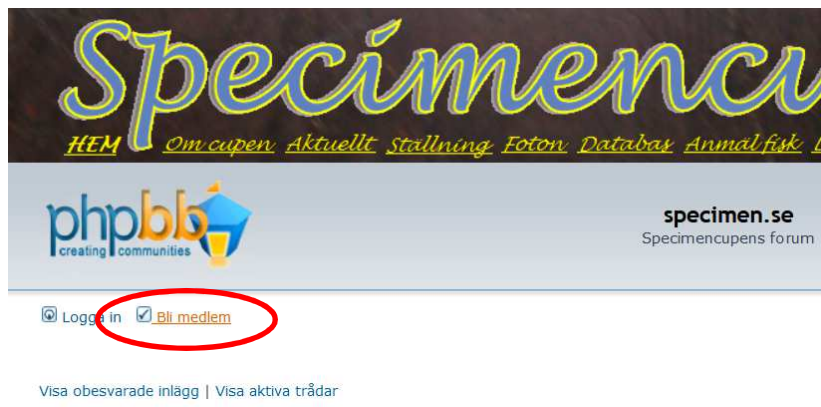 Specimencu
HEM Om cupen Aktuellt Ställning Foton Databas Anmäl fisk
phpbb
creating communities
specimen.se
Specimencupens forum
Logga in Bli medlem
Visa obesvarade inlägg | Visa aktiva trådar